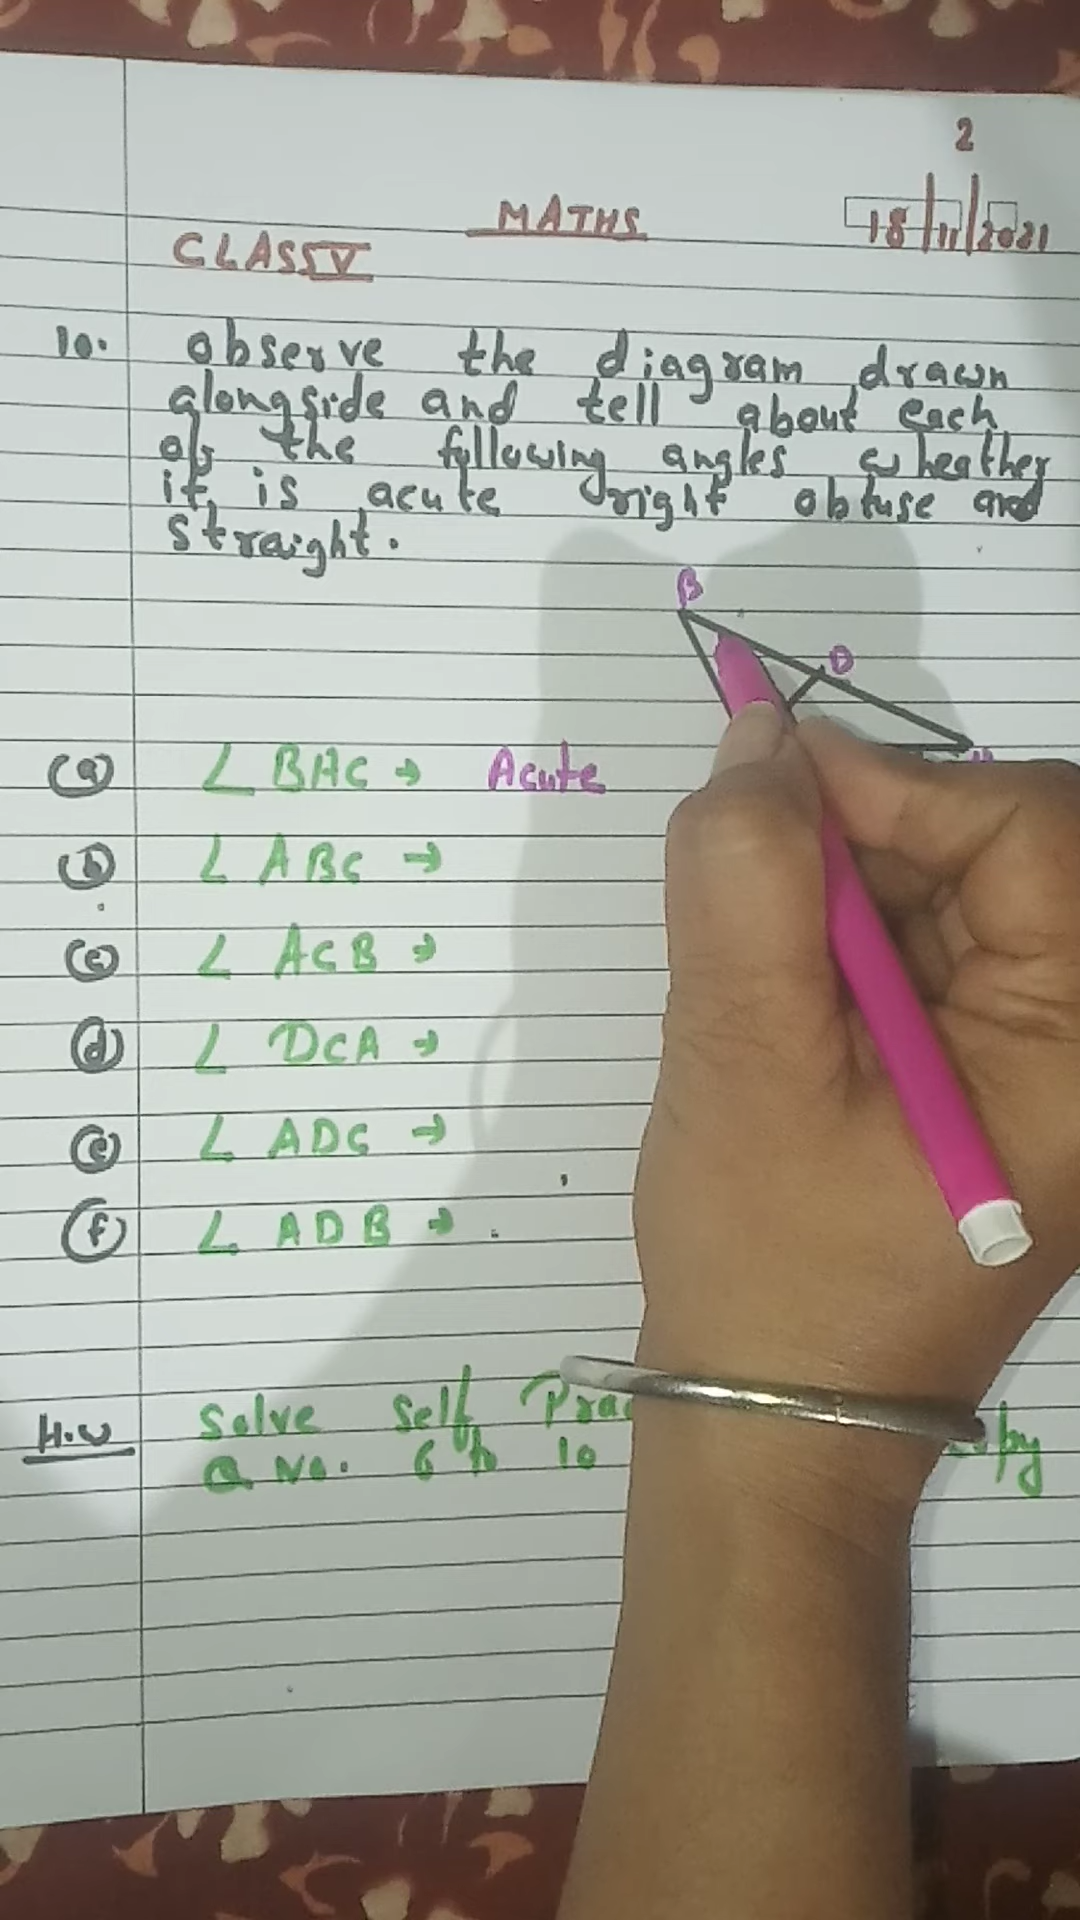 2
MATHS
18/11/2021
CLASS V
10. observe the diagram drawn
alongside and tell about each
of the following angles wheather
it is acute right obtuse and
straight.
B
D
(a) ∠ BAC → Acute
(b) ∠ ABC →
(c) ∠ ACB →
(d) ∠ DCA →
(e) ∠ ADC →
(f) ∠ ADB →
H.W Solve Self
Q No. 6 to 10